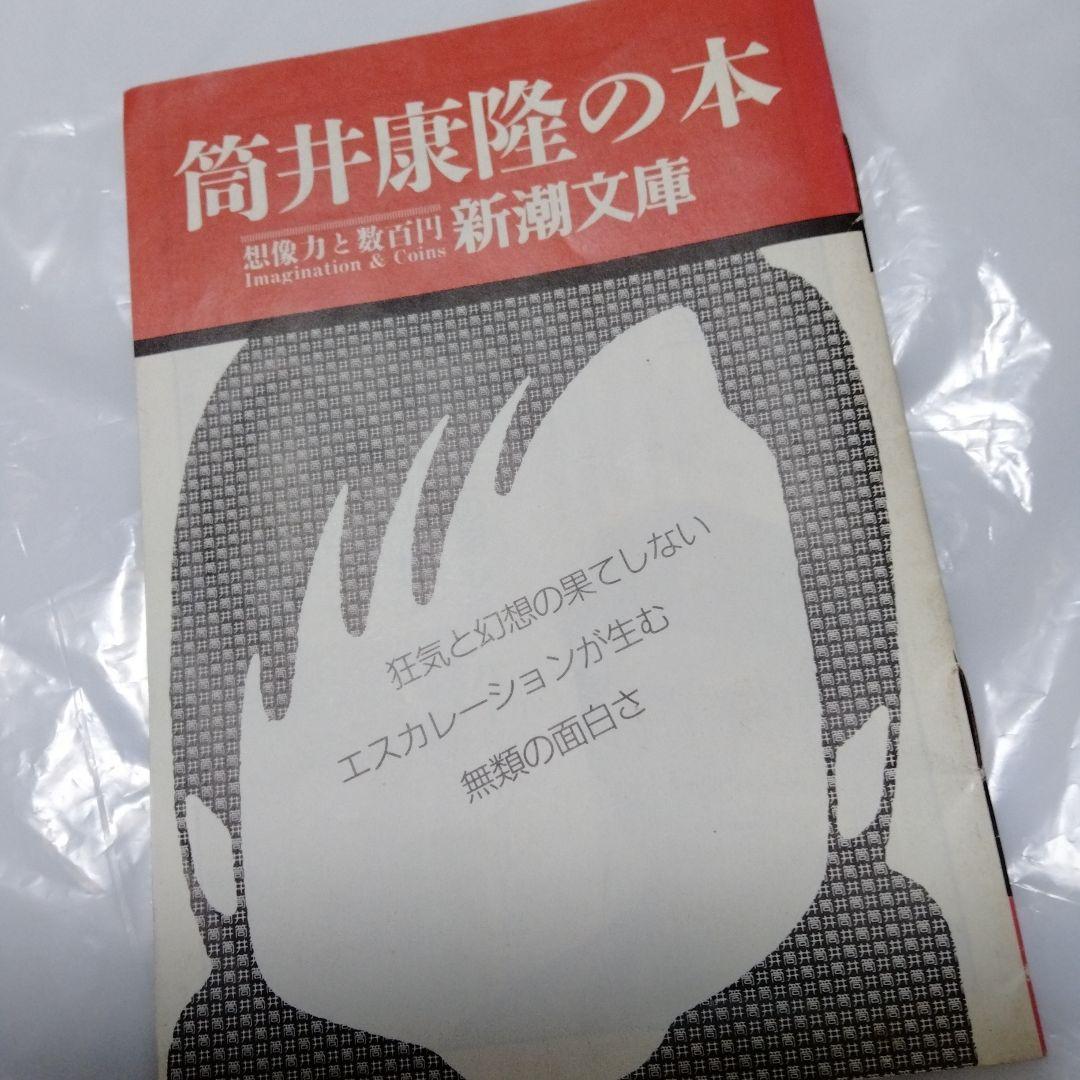 筒井康隆の本
想像力と数百円 新潮文庫
Imagination & Coins
狂気と幻想の果てしない
エスカレーションが生む
無類の面白さ